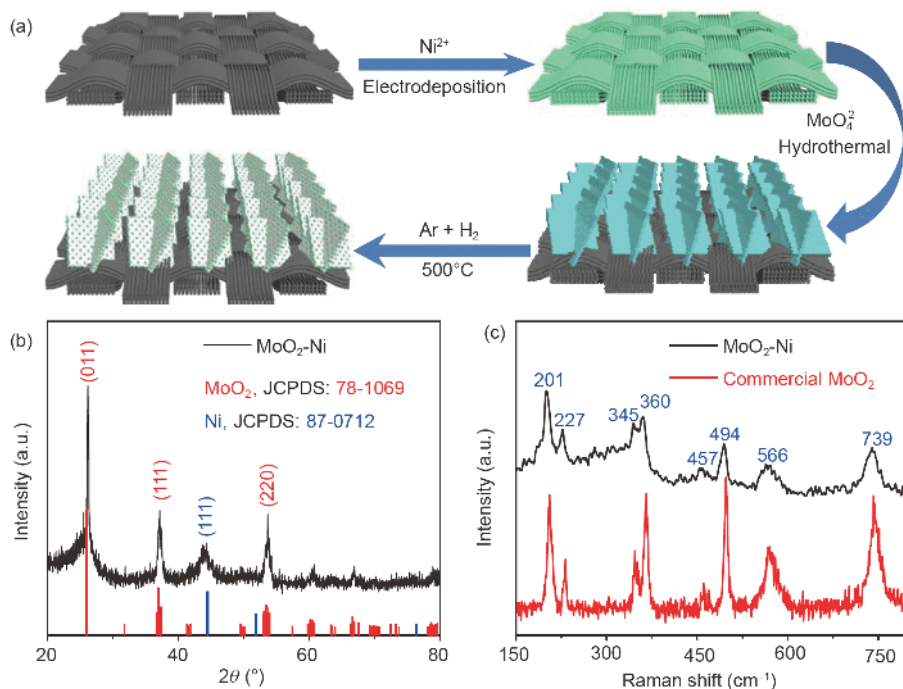 (a)
Ni²⁺
Electrodeposition
MoO₄²
Hydrothermal
Ar + H₂
500°C
(b)
(011)
MoO₂-Ni
MoO₂, JCPDS: 78-1069
Ni, JCPDS: 87-0712
(111)
(111)
(220)
Intensity (a.u.)
20 40 60 80
2θ (°)
(c)
MoO₂-Ni
Commercial MoO₂
201
227
345
360
457
494
566
739
Intensity (a.u.)
150 300 450 600 750
Raman shift (cm⁻¹)